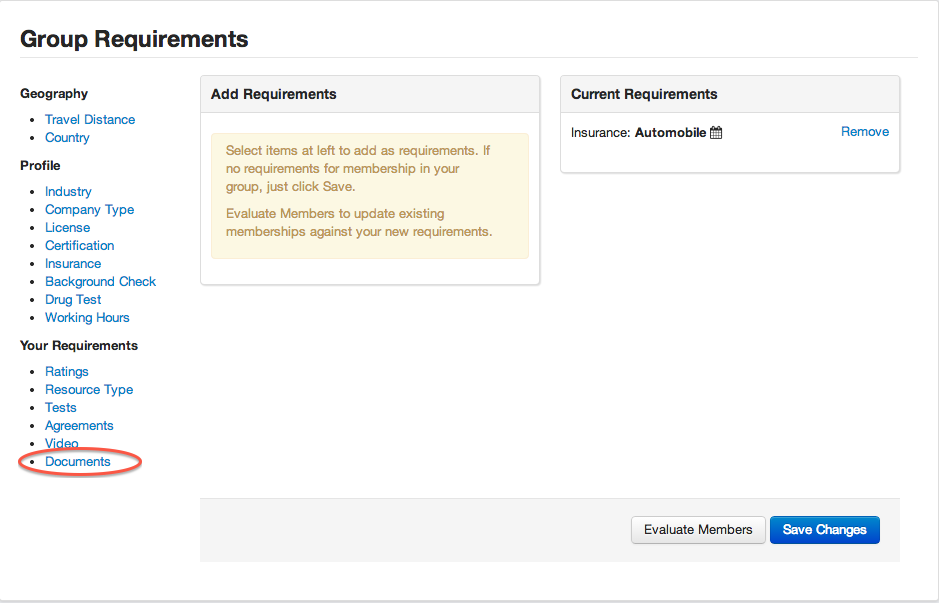 Group Requirements
Geography
Travel Distance
Country
Profile
Industry
Company Type
License
Certification
Insurance
Background Check
Drug Test
Working Hours
Your Requirements
Ratings
Resource Type
Tests
Agreements
Video
Documents
Add Requirements
Select items at left to add as requirements. If
no requirements for membership in your
group, just click Save.
Evaluate Members to update existing
memberships against your new requirements.
Current Requirements
Insurance: Automobile Remove
Evaluate Members Save Changes